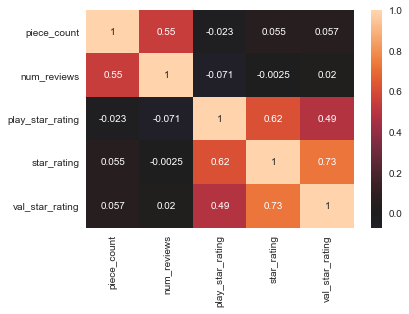 piece_count 1 0.55 -0.023 0.055 0.057
num_reviews 0.55 1 -0.071 -0.0025 0.02
play_star_rating -0.023 -0.071 1 0.62 0.49
star_rating 0.055 -0.0025 0.62 1 0.73
val_star_rating 0.057 0.02 0.49 0.73 1
piece_count
num_reviews
play_star_rating
star_rating
val_star_rating
1.0
0.8
0.6
0.4
0.2
0.0